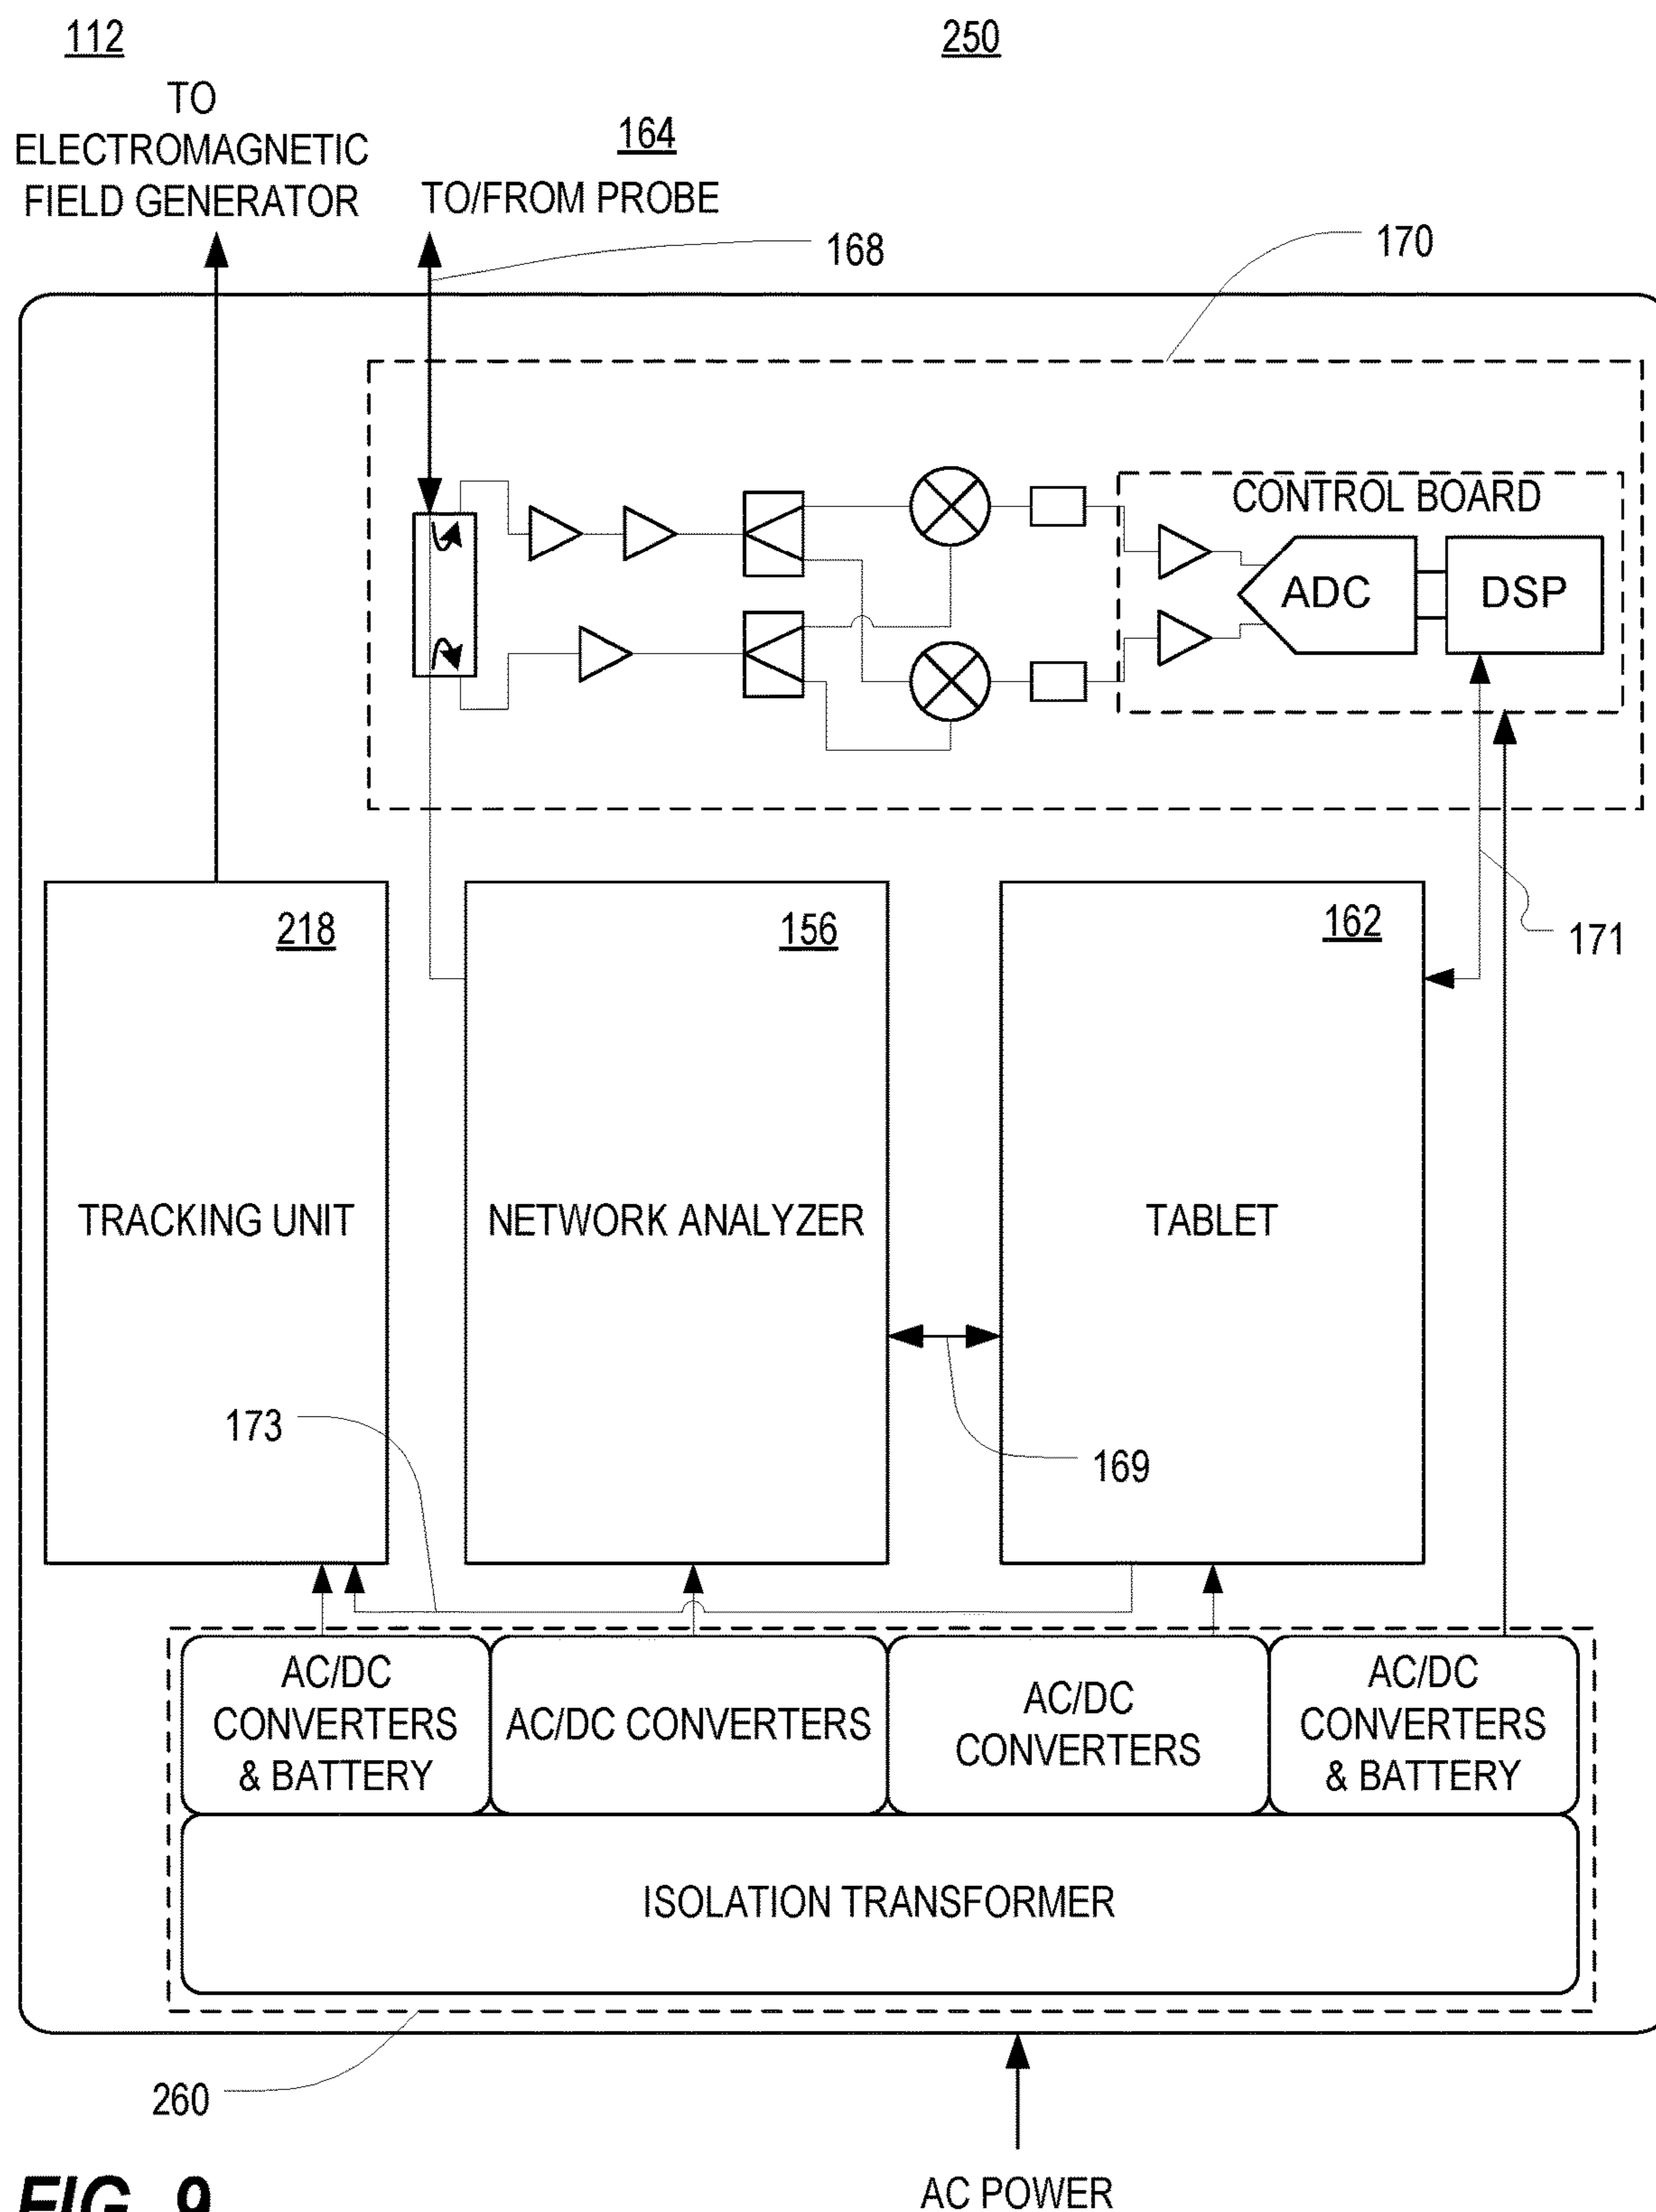 112
250
TO
ELECTROMAGNETIC
FIELD GENERATOR
164
TO/FROM PROBE
168
170
CONTROL BOARD
ADC
DSP
171
218
156
162
TRACKING UNIT
NETWORK ANALYZER
TABLET
173
169
AC/DC
CONVERTERS
& BATTERY
AC/DC CONVERTERS
AC/DC
CONVERTERS
AC/DC
CONVERTERS
& BATTERY
ISOLATION TRANSFORMER
260
AC POWER
FIG. 9